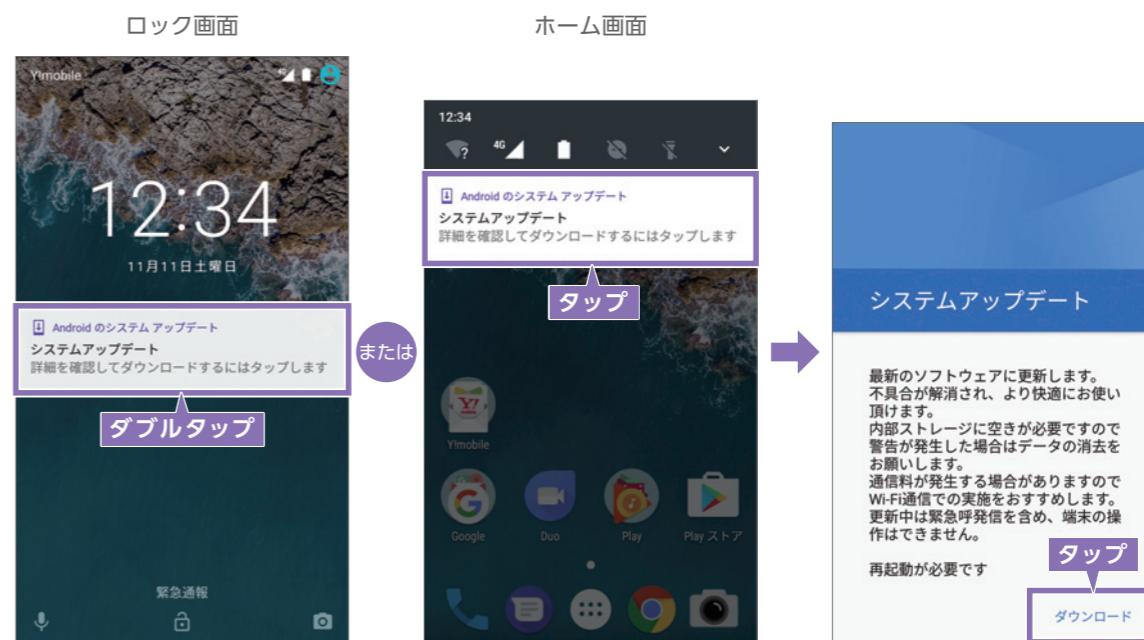 ロック画面
Y!mobile
4G
12:34
11月11日土曜日
Android のシステム アップデート
システムアップデート
詳細を確認してダウンロードするにはタップします
ダブルタップ
緊急通報
または
ホーム画面
12:34
4G
Android のシステム アップデート
システムアップデート
詳細を確認してダウンロードするにはタップします
タップ
Y!
Y!mobile
Google
Duo
Play
Play ストア
システムアップデート
最新のソフトウェアに更新します。
不具合が解消され、より快適にお使い
頂けます。
内部ストレージに空きが必要ですので
警告が発生した場合はデータの消去を
お願いします。
通信料が発生する場合がありますので
Wi-Fi通信での実施をおすすめします。
更新中は緊急呼発信を含め、端末の操
作はできません。
再起動が必要です
タップ
ダウンロード